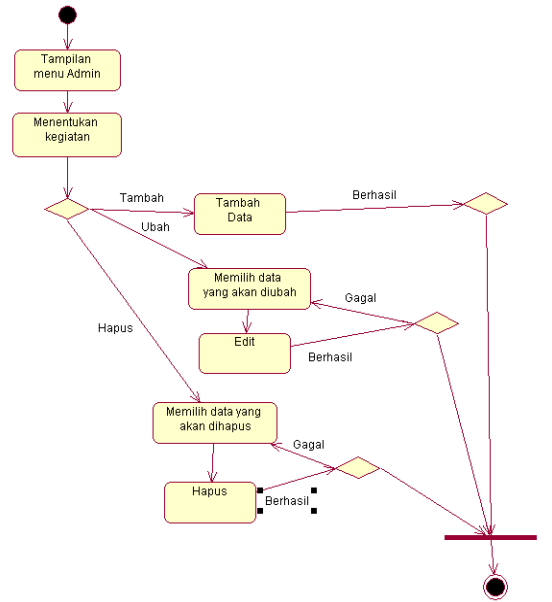 Tampilan
menu Admin
Menentukan
kegiatan
Tambah
Tambah
Data
Berhasil
Ubah
Memilih data
yang akan diubah
Gagal
Hapus
Edit
Berhasil
Memilih data yang
akan dihapus
Gagal
Hapus
Berhasil